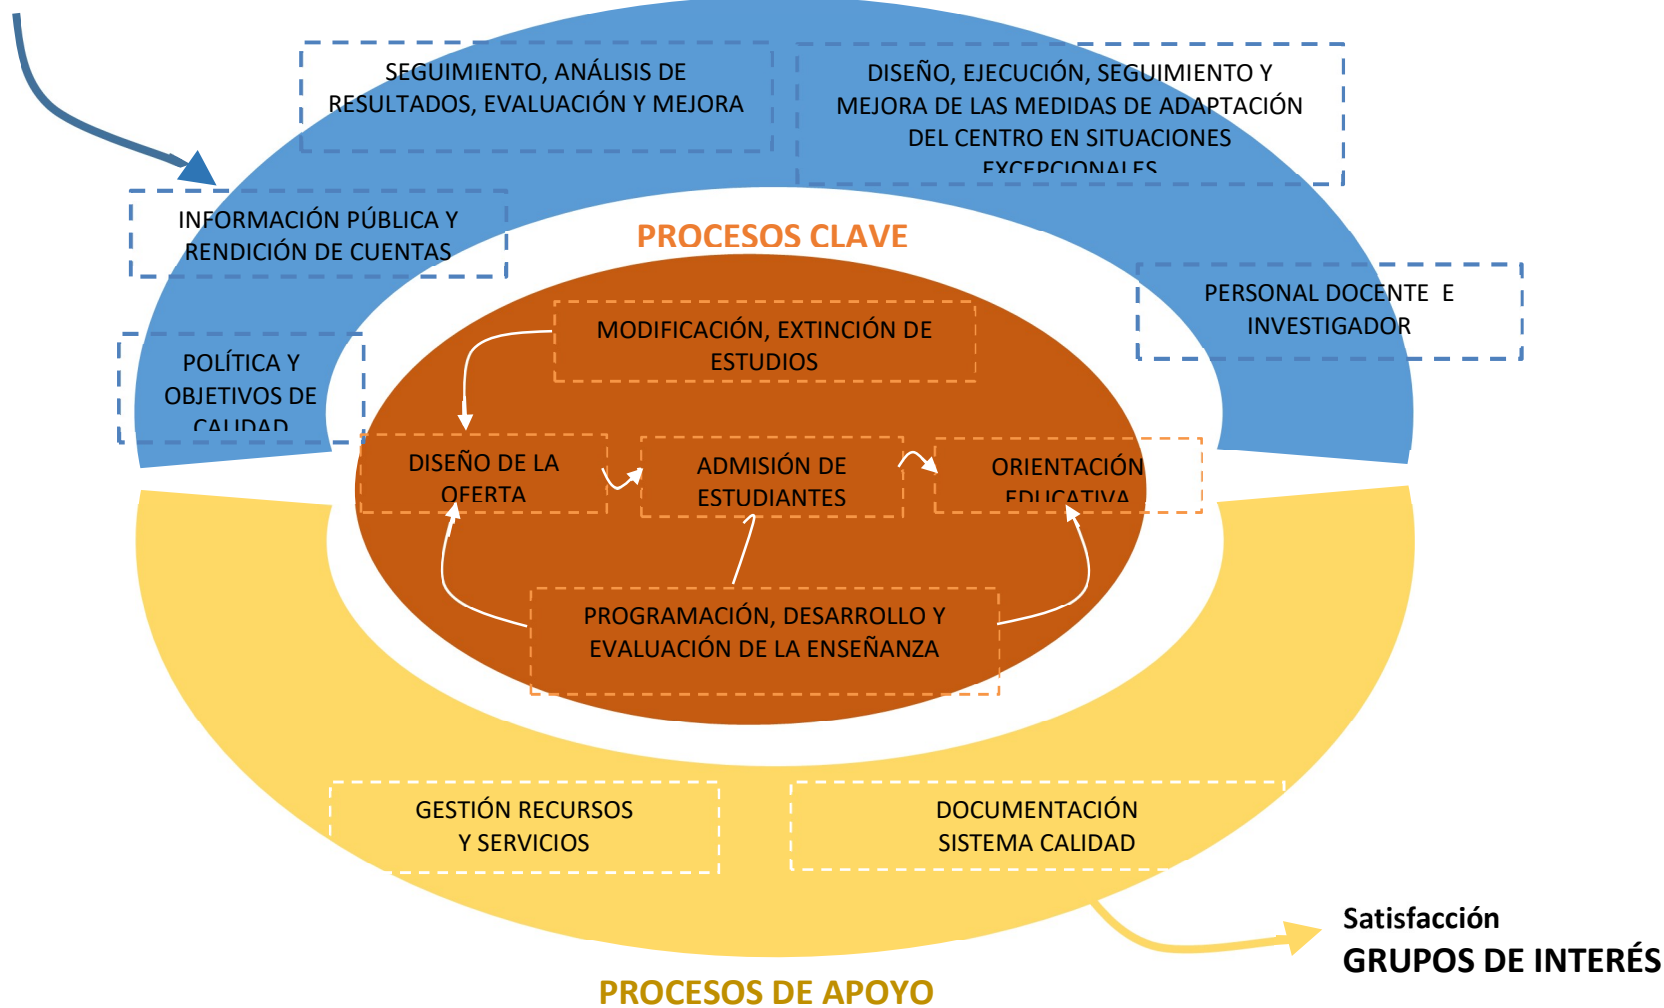 SEGUIMIENTO, ANÁLISIS DE
RESULTADOS, EVALUACIÓN Y MEJORA
DISEÑO, EJECUCIÓN, SEGUIMIENTO Y
MEJORA DE LAS MEDIDAS DE ADAPTACIÓN
DEL CENTRO EN SITUACIONES
EXCEPCIONALES
INFORMACIÓN PÚBLICA Y
RENDICIÓN DE CUENTAS
PROCESOS CLAVE
PERSONAL DOCENTE E
INVESTIGADOR
MODIFICACIÓN, EXTINCIÓN DE
ESTUDIOS
POLÍTICA Y
OBJETIVOS DE
CALIDAD
DISEÑO DE LA
OFERTA
ADMISIÓN DE
ESTUDIANTES
ORIENTACIÓN
EDUCATIVA
PROGRAMACIÓN, DESARROLLO Y
EVALUACIÓN DE LA ENSEÑANZA
GESTIÓN RECURSOS
Y SERVICIOS
DOCUMENTACIÓN
SISTEMA CALIDAD
Satisfacción
GRUPOS DE INTERÉS
PROCESOS DE APOYO